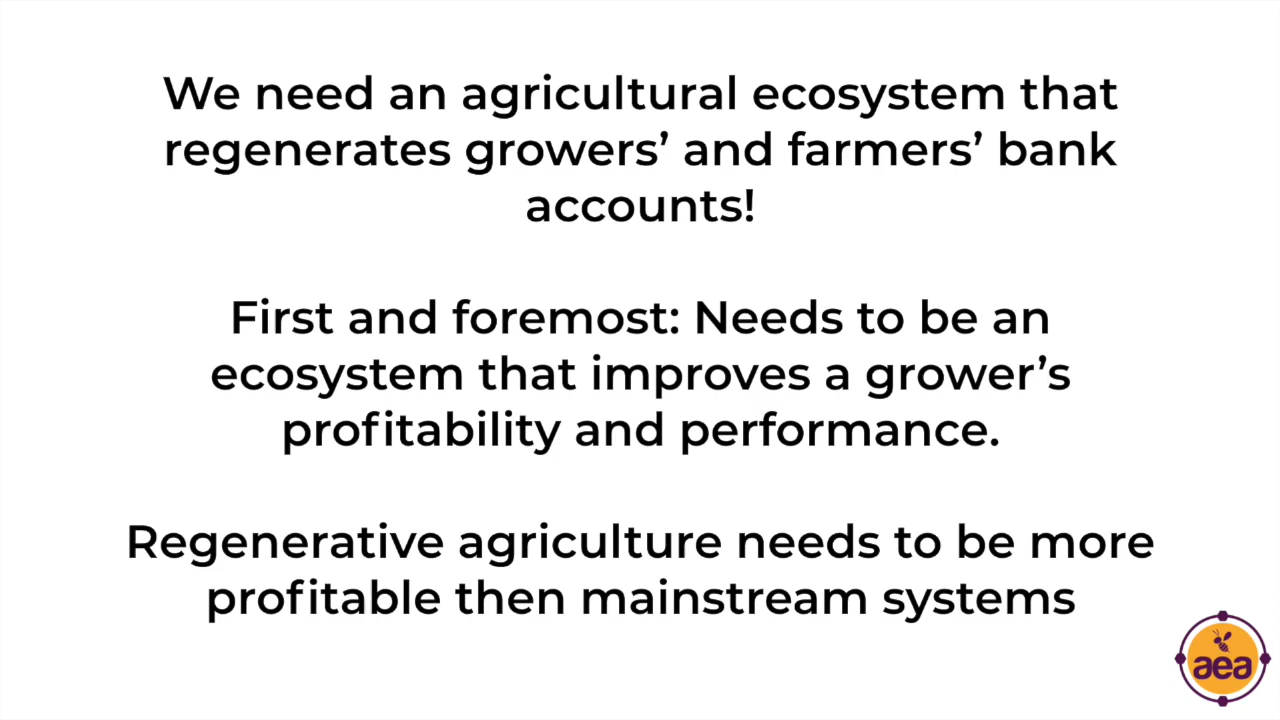 We need an agricultural ecosystem that
regenerates growers’ and farmers’ bank
accounts!
First and foremost: Needs to be an
ecosystem that improves a grower’s
profitability and performance.
Regenerative agriculture needs to be more
profitable then mainstream systems
aea